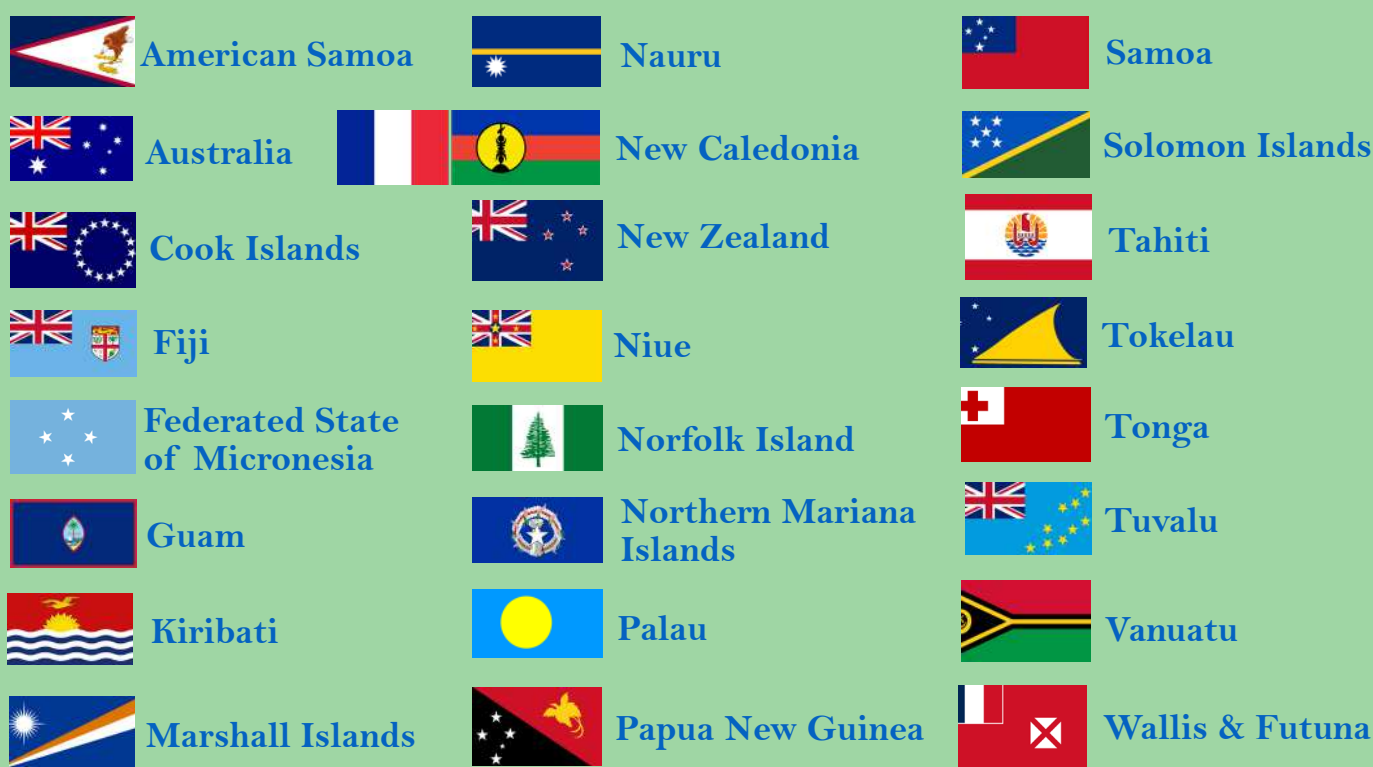 American Samoa
Australia
Cook Islands
Fiji
Federated State
of Micronesia
Guam
Kiribati
Marshall Islands
Nauru
New Caledonia
New Zealand
Niue
Norfolk Island
Northern Mariana
Islands
Palau
Papua New Guinea
Samoa
Solomon Islands
Tahiti
Tokelau
Tonga
Tuvalu
Vanuatu
Wallis & Futuna